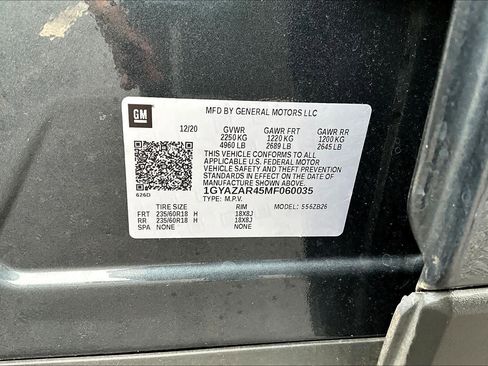 GM
MFD BY GENERAL MOTORS LLC
12/20 GVWR GAWR FRT GAWR RR
2250 KG 1220 KG 1200 KG
4960 LB 2689 LB 2645 LB
THIS VEHICLE CONFORMS TO ALL
APPLICABLE U.S. FEDERAL MOTOR
VEHICLE SAFETY AND THEFT PREVENTION
STANDARDS IN EFFECT ON THE DATE OF
MANUFACTURE SHOWN ABOVE.
1GYAZAR45MF060035
626D
TYPE: M.P.V.
TIRE SIZE RIM MODEL: 5562B26
FRT 235/60R18 H 18X8J
RR 235/60R18 H 18X8J
SPA NONE NONE